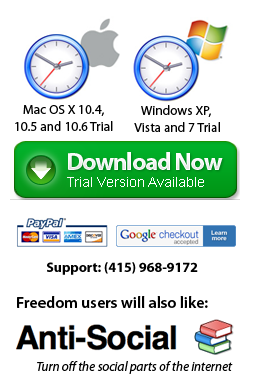 Mac OS X 10.4, 10.5 and 10.6 Trial
Windows XP, Vista and 7 Trial
Download Now
Trial Version Available
PayPal
VISA
Google checkout
accepted
Learn more
Support: (415) 968-9172
Freedom users will also like:
Anti-Social
Turn off the social parts of the internet